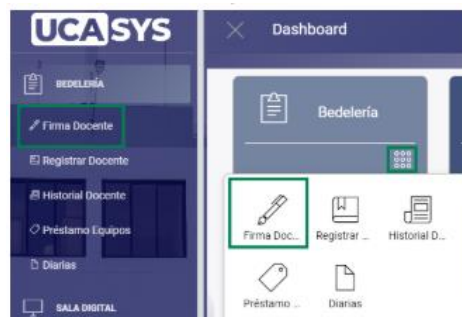 UCASYS
BEDELERÍA
Firma Docente
Registrar Docente
Historial Docente
Préstamo Equipos
Diarias
SALA DIGITAL
Dashboard
Bedelería
Firma Doc...
Registrar ...
Historial D...
Préstamo ...
Diarias